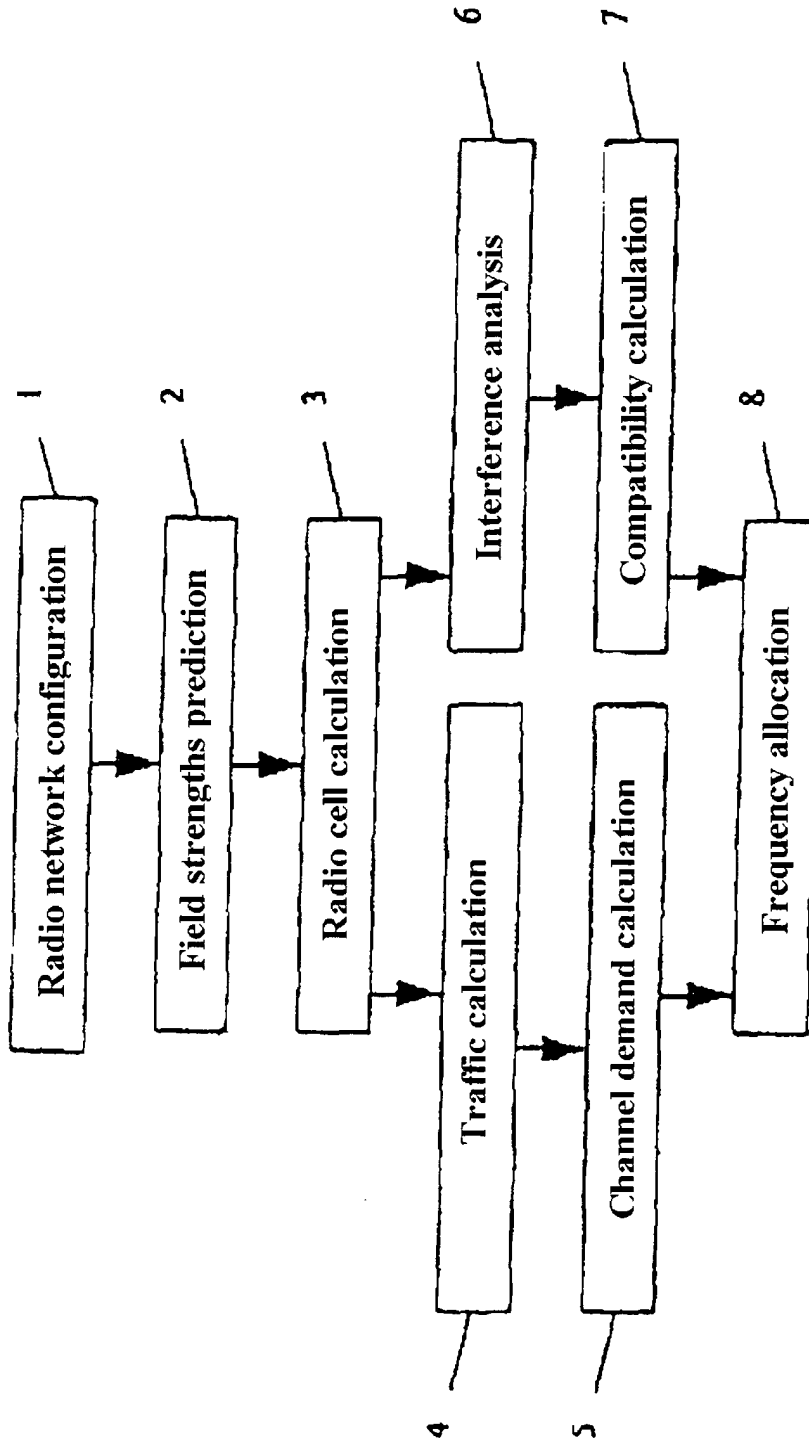 Radio network configuration
1
Field strengths prediction
2
Radio cell calculation
3
4
Traffic calculation
Interference analysis
6
5
Channel demand calculation
Compatibility calculation
7
Frequency allocation
8